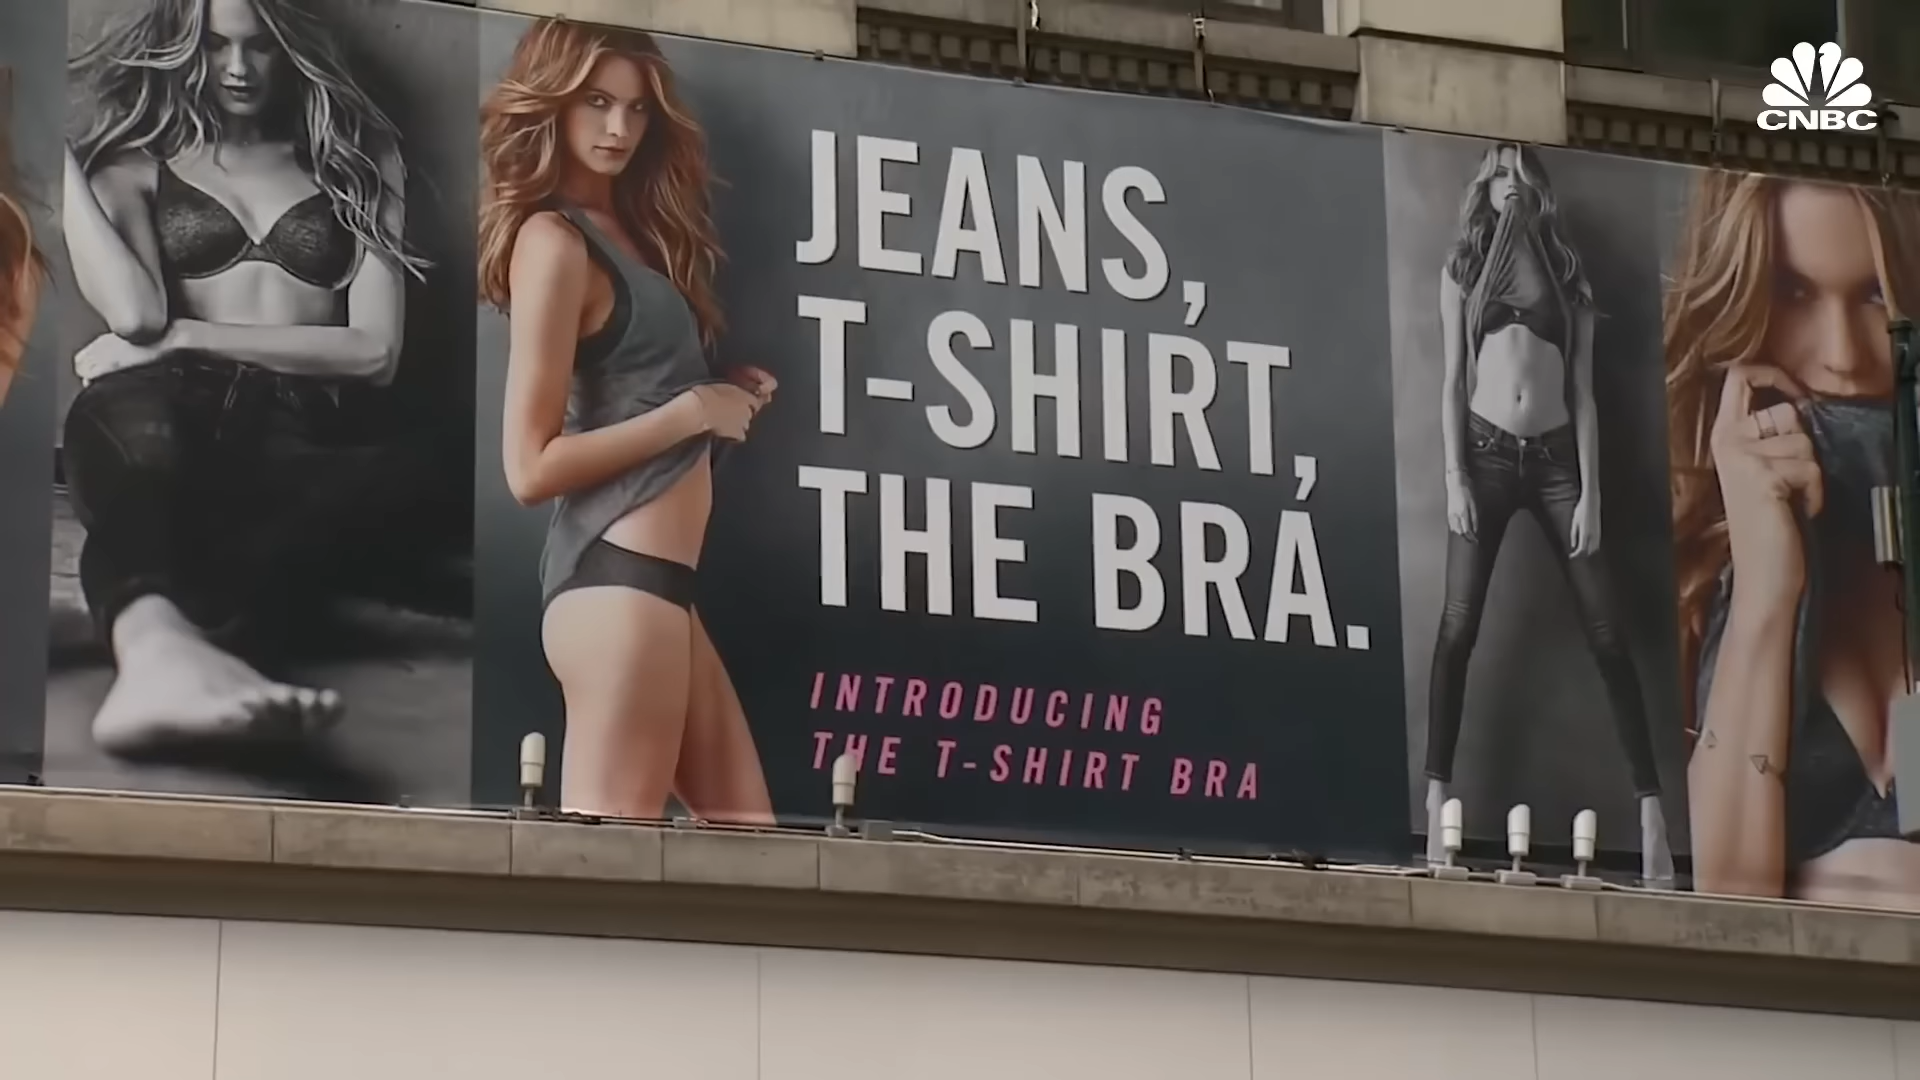 CNBC
JEANS,
T-SHIRT,
THE BRA.
INTRODUCING
THE T-SHIRT BRA